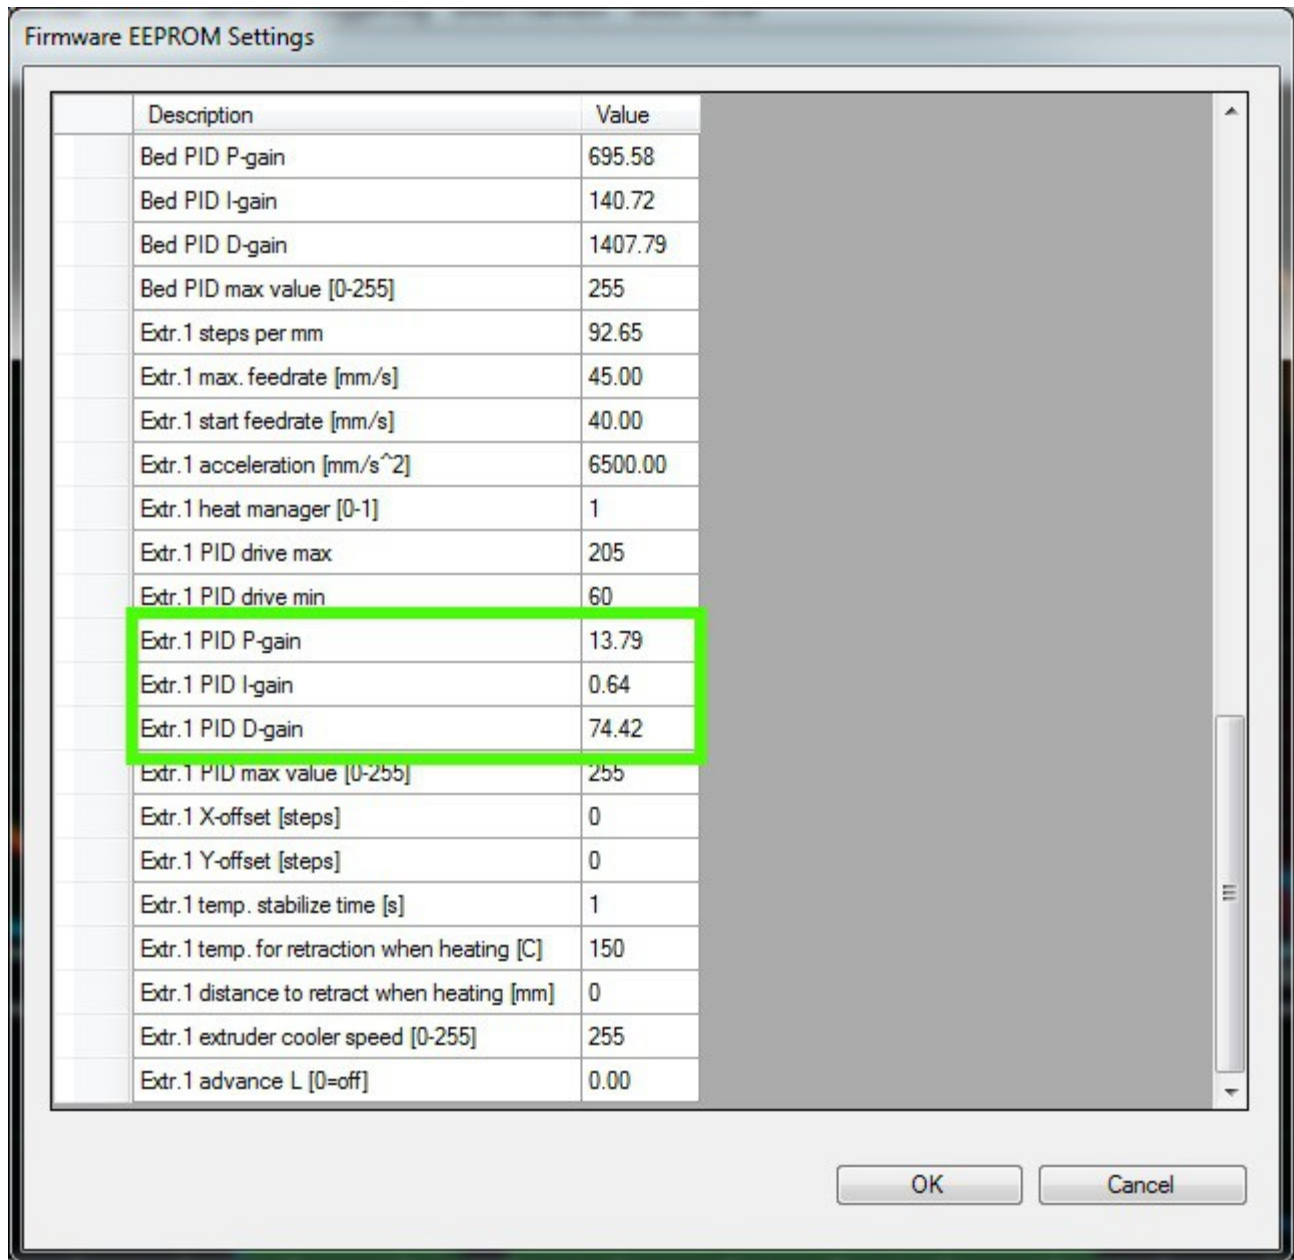 Firmware EEPROM Settings
Description Value
Bed PID P-gain 695.58
Bed PID I-gain 140.72
Bed PID D-gain 1407.79
Bed PID max value [0-255] 255
Extr.1 steps per mm 92.65
Extr.1 max. feedrate [mm/s] 45.00
Extr.1 start feedrate [mm/s] 40.00
Extr.1 acceleration [mm/s^2] 6500.00
Extr.1 heat manager [0-1] 1
Extr.1 PID drive max 205
Extr.1 PID drive min 60
Extr.1 PID P-gain 13.79
Extr.1 PID I-gain 0.64
Extr.1 PID D-gain 74.42
Extr.1 PID max value [0-255] 255
Extr.1 X-offset [steps] 0
Extr.1 Y-offset [steps] 0
Extr.1 temp. stabilize time [s] 1
Extr.1 temp. for retraction when heating [C] 150
Extr.1 distance to retract when heating [mm] 0
Extr.1 extruder cooler speed [0-255] 255
Extr.1 advance L [0=off] 0.00
OK Cancel